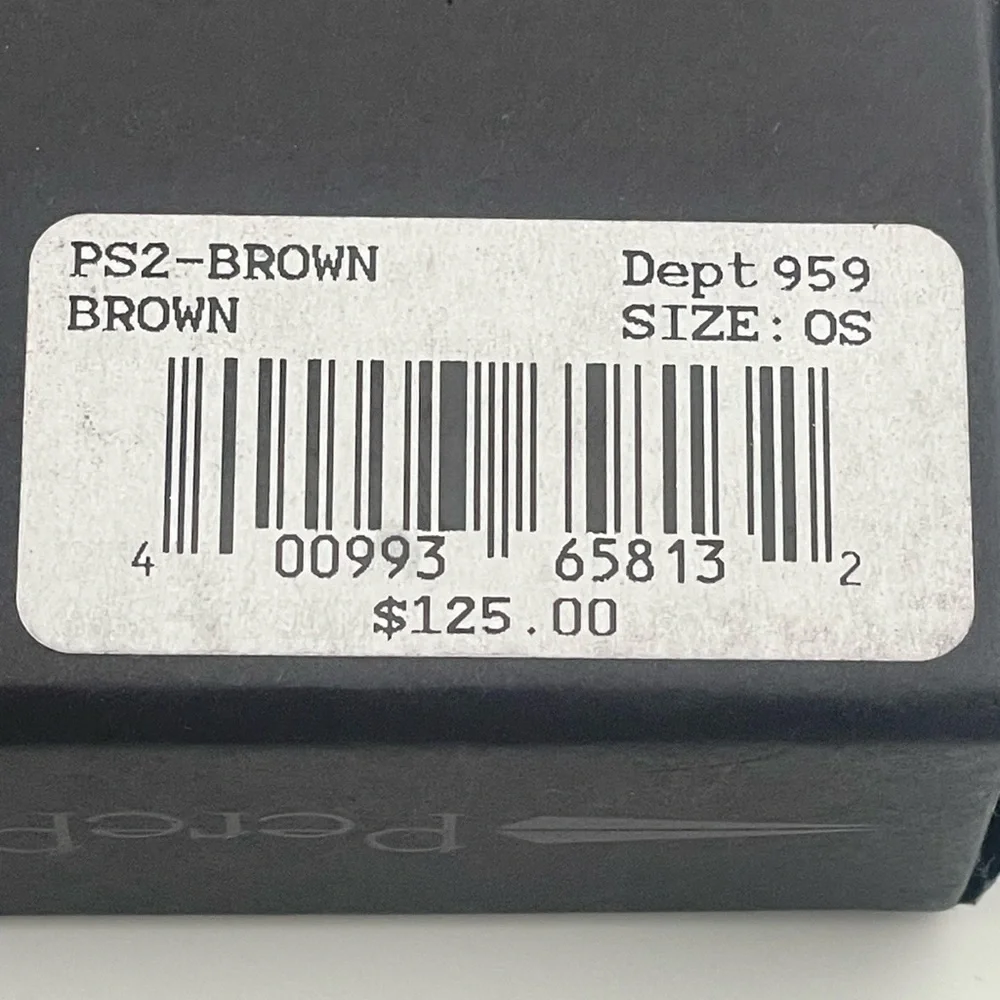 PS2-BROWN
Dept 959
BROWN
SIZE: OS
4 00993 65813 2
$125.00